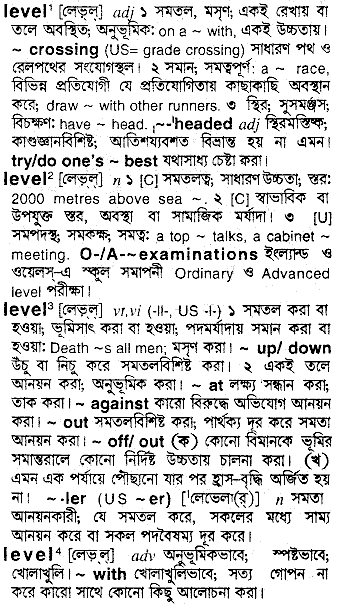 level¹ [লেভ্‌ল্] adj ১ সমতল, মসৃণ; একই রেখায় বা
তলে অবস্থিত; অনুভূমিক: on a ~ with, একই উচ্চতায়।
~ crossing (US= grade crossing) সাধারণ পথ ও
রেলপথের সংযোগস্থল। ২ সমান; সমত্বপূর্ণ: a ~ race,
বিভিন্ন প্রতিযোগী যে প্রতিযোগিতায় কাছাকাছি অবস্থান
করে; draw ~ with other runners. ৩ স্থির; সুসমঞ্জস;
বিচক্ষণ: have ~ head. ˌ~-ˈheaded adj স্থিরমস্তিষ্ক;
কাণ্ডজ্ঞানবিশিষ্ট; আতিশয্যবশত বিভ্রান্ত হয় না এমন।
try/do one's ~ best যথাসাধ্য চেষ্টা করা।
level² [লেভ্‌ল্] n ১ [C] সমতলত্ব; সাধারণ উচ্চতা; স্তর:
2000 metres above sea ~. ২ [C] স্বাভাবিক বা
উপযুক্ত স্তর, অবস্থা বা সামাজিক মর্যাদা। ৩ [U]
সমপদস্থ; সমকক্ষ; সমত্ব: a top ~ talks, a cabinet ~
meeting. O-/A-~examinations ইংল্যান্ড ও
ওয়েলস-এ স্কুল সমাপনী Ordinary ও Advanced
level পরীক্ষা।
level³ [লেভ্‌ল্] vt,vi (-ll-, US -l-) ১ সমতল করা বা
হওয়া; ভূমিসাৎ করা বা হওয়া; পদমর্যাদায় সমান করা বা
হওয়া: Death ~s all men; মসৃণ করা। ~ up/ down
উঁচু বা নিচু করে সমতলবিশিষ্ট করা। ২ একই তলে
আনয়ন করা; অনুভূমিক করা। ~ at লক্ষ্য সন্ধান করা;
তাক করা। ~ against কারো বিরুদ্ধে অভিযোগ আনয়ন
করা। ~ out সমতলবিশিষ্ট করা; পার্থক্য দূর করে সমতা
আনয়ন করা। ~ off/ out (ক) কোনো বিমানকে ভূমির
সমান্তরালে কোনো নির্দিষ্ট উচ্চতায় চালনা করা। (খ)
এমন এক পর্যায়ে পৌঁছানো যার পর হ্রাস-বৃদ্ধি অর্জিত হয়
না। ~-ler (US ~er) [লেভেলা(র্)] n সমতা
আনয়নকারী; যে সমতল করে, সকলের মধ্যে সাম্য
আনয়ন করে বা সকল পদবৈষম্য দূর করে।
level⁴ [লেভ্‌ল্] adv অনুভূমিকভাবে; স্পষ্টভাবে;
খোলাখুলি। ~ with খোলাখুলিভাবে; সত্য গোপন না
করে কারো সাথে কোনো কিছু আলোচনা করা।